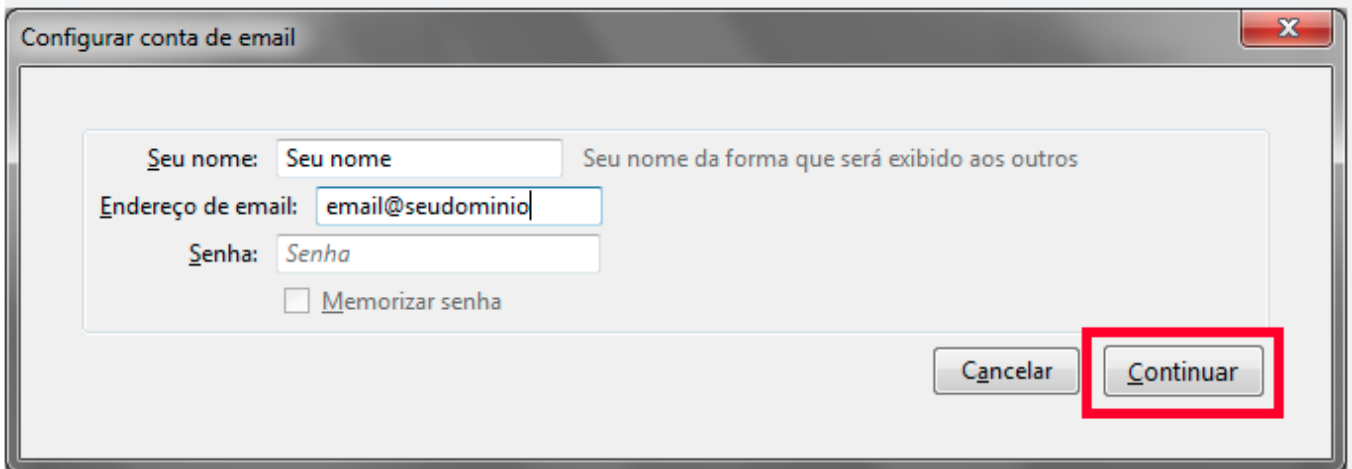 Configurar conta de email
Seu nome: Seu nome Seu nome da forma que será exibido aos outros
Endereço de email: email@seudominio
Senha: Senha
Memorizar senha
Cancelar Continuar